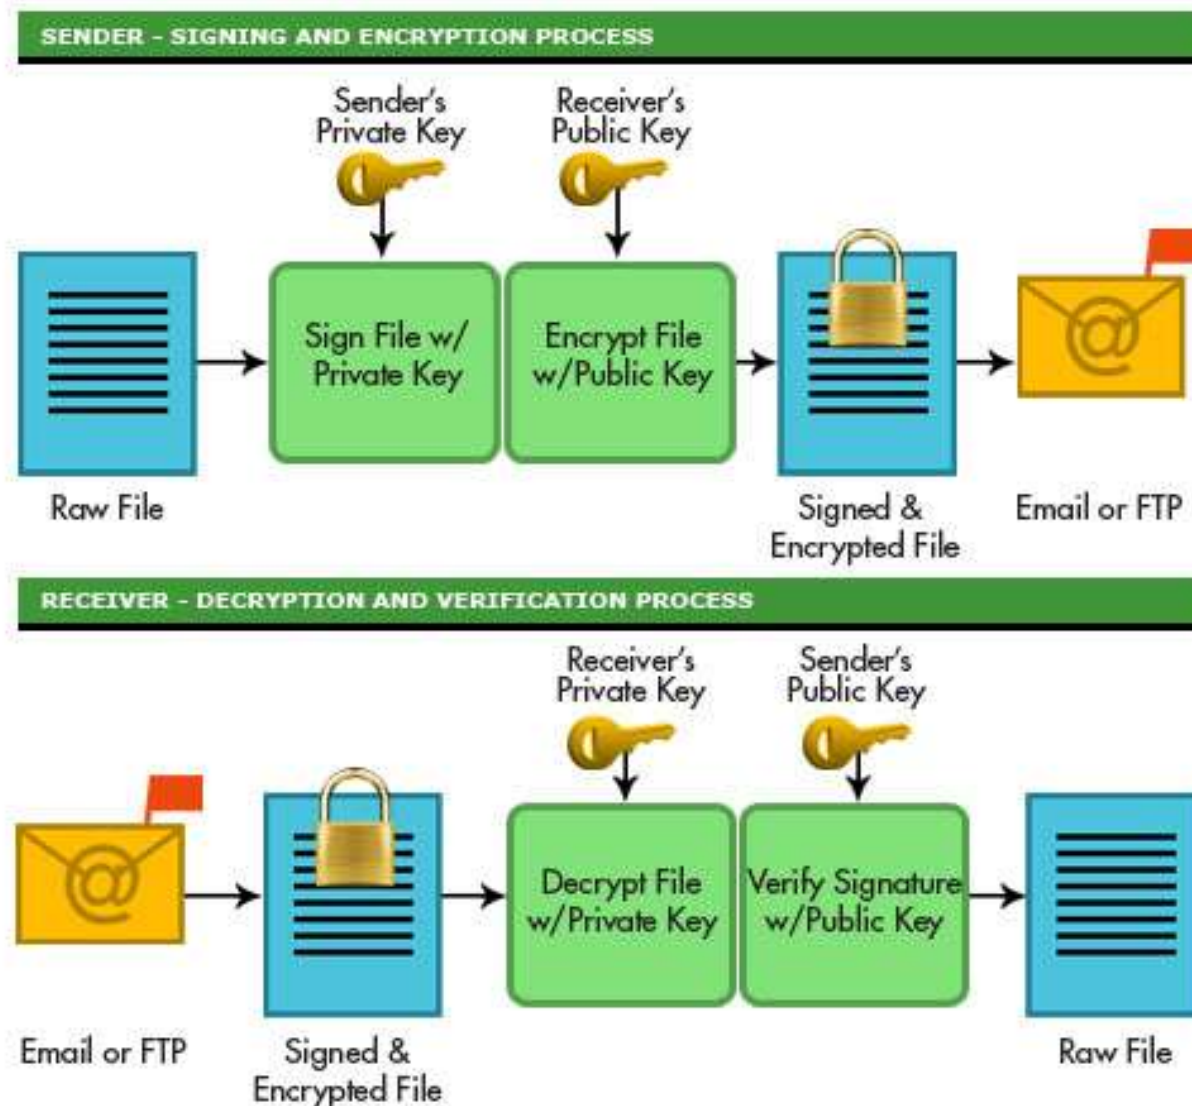 SENDER - SIGNING AND ENCRYPTION PROCESS
Sender's
Private Key
Receiver's
Public Key
Sign File w/
Private Key
Encrypt File
w/Public Key
@
Raw File
Signed &
Encrypted File
Email or FTP
RECEIVER - DECRYPTION AND VERIFICATION PROCESS
Receiver's
Private Key
Sender's
Public Key
@
Decrypt File
w/Private Key
Verify Signature
w/Public Key
Email or FTP
Signed &
Encrypted File
Raw File